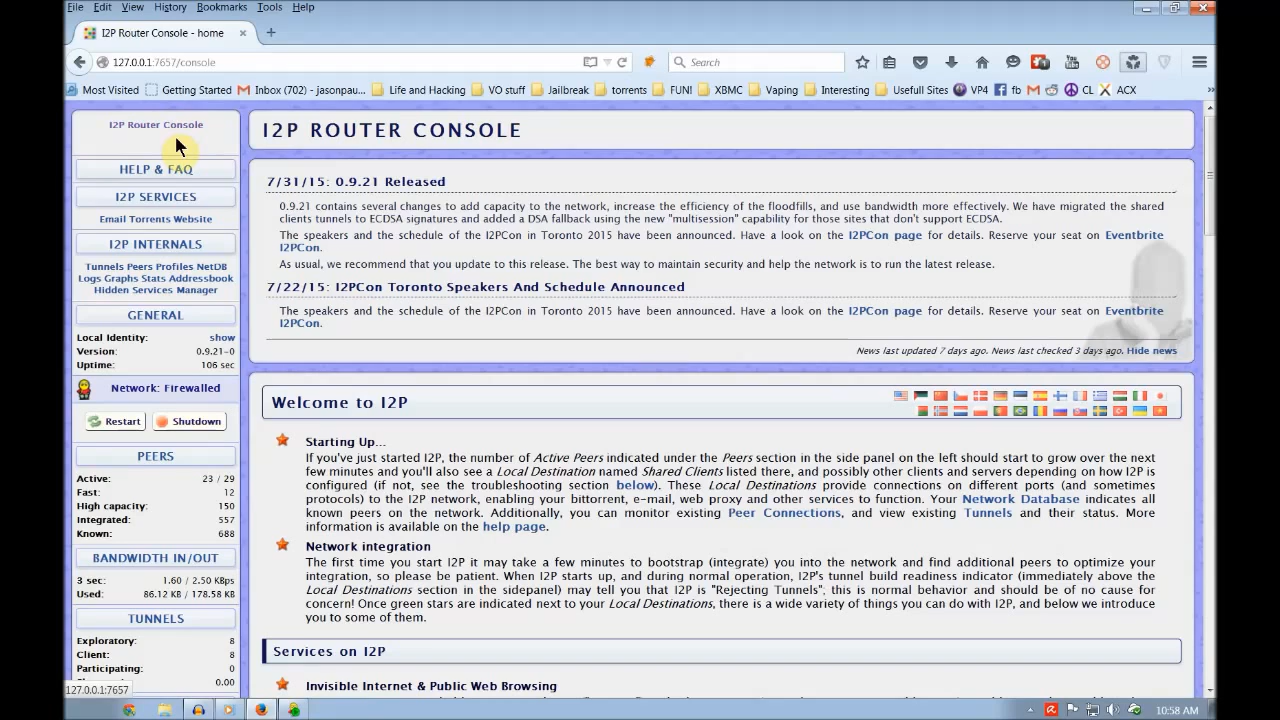 File Edit View History Bookmarks Tools Help
I2P Router Console - home
127.0.0.1:7657/console
Search
Most Visited Getting Started Inbox (702) - jasonpau... Life and Hacking VO stuff Jailbreak torrents FUNI XBMC Vaping Interesting Usefull Sites VP4 fb CL ACX
I2P Router Console
HELP & FAQ
I2P SERVICES
Email Torrents Website
I2P INTERNALS
Tunnels Peers Profiles NetDB
Logs Graphs Stats Addressbook
Hidden Services Manager
GENERAL
Local Identity: show
Version: 0.9.21-0
Uptime: 106 sec
Network: Firewalled
Restart Shutdown
PEERS
Active: 23 / 29
Fast: 12
High capacity: 150
Integrated: 557
Known: 688
BANDWIDTH IN/OUT
3 sec: 1.60 / 2.50 KBps
Used: 86.12 KB / 178.58 KB
TUNNELS
Exploratory: 8
Client: 8
Participating: 0
0.00
127.0.0.1:7657
I2P ROUTER CONSOLE
7/31/15: 0.9.21 Released
0.9.21 contains several changes to add capacity to the network, increase the efficiency of the floodfills, and use bandwidth more effectively. We have migrated the shared
clients tunnels to ECDSA signatures and added a DSA fallback using the new "multisession" capability for those sites that don't support ECDSA.
The speakers and the schedule of the I2PCon in Toronto 2015 have been announced. Have a look on the I2PCon page for details. Reserve your seat on Eventbrite
I2PCon.
As usual, we recommend that you update to this release. The best way to maintain security and help the network is to run the latest release.
7/22/15: I2PCon Toronto Speakers And Schedule Announced
The speakers and the schedule of the I2PCon in Toronto 2015 have been announced. Have a look on the I2PCon page for details. Reserve your seat on Eventbrite
I2PCon.
News last updated 7 days ago. News last checked 3 days ago. Hide news
Welcome to I2P
Starting Up...
If you've just started I2P, the number of Active Peers indicated under the Peers section in the side panel on the left should start to grow over the next
few minutes and you'll also see a Local Destination named Shared Clients listed there, and possibly other clients and servers depending on how I2P is
configured (if not, see the troubleshooting section below). These Local Destinations provide connections on different ports (and sometimes
protocols) to the I2P network, enabling your bittorrent, e-mail, web proxy and other services to function. Your Network Database indicates all
known peers on the network. Additionally, you can monitor existing Peer Connections, and view existing Tunnels and their status. More
information is available on the help page.
Network integration
The first time you start I2P it may take a few minutes to bootstrap (integrate) you into the network and find additional peers to optimize your
integration, so please be patient. When I2P starts up, and during normal operation, I2P's tunnel build readiness indicator (immediately above the
Local Destinations section in the sidepanel) may tell you that I2P is "Rejecting Tunnels", this is normal behavior and should be of no cause for
concern! Once green stars are indicated next to your Local Destinations, there is a wide variety of things you can do with I2P, and below we introduce
you to some of them.
Services on I2P
Invisible Internet & Public Web Browsing
10:58 AM